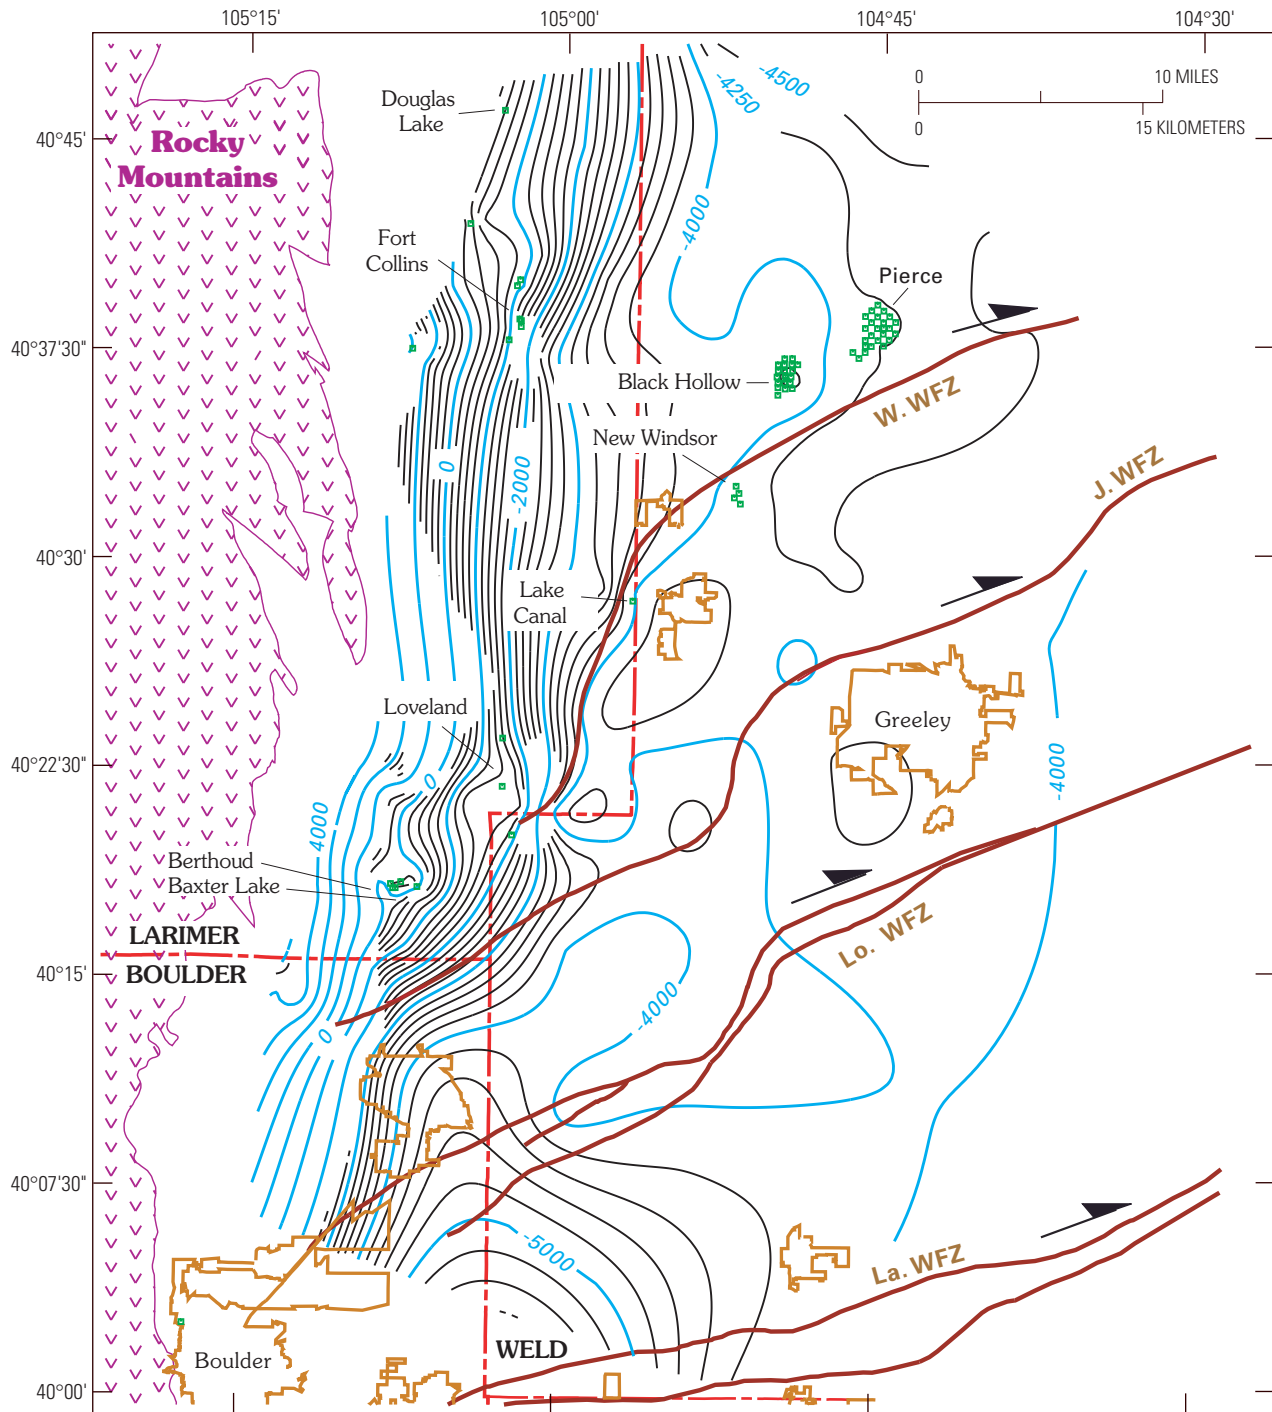 105°15'
105°00'
104°45'
104°30'
0
10 MILES
0
15 KILOMETERS
-4500
-4250
Douglas
Lake
40°45'
Rocky
Mountains
-4000
Fort
Collins
Pierce
40°37'30"
Black Hollow
W. WFZ
New Windsor
0
-2000
J. WFZ
40°30'
Lake
Canal
Loveland
Greeley
40°22'30"
0
-4000
4000
Berthoud
Baxter Lake
LARIMER
BOULDER
Lo. WFZ
40°15'
-4000
0
40°07'30"
-5000
La. WFZ
WELD
Boulder
40°00'